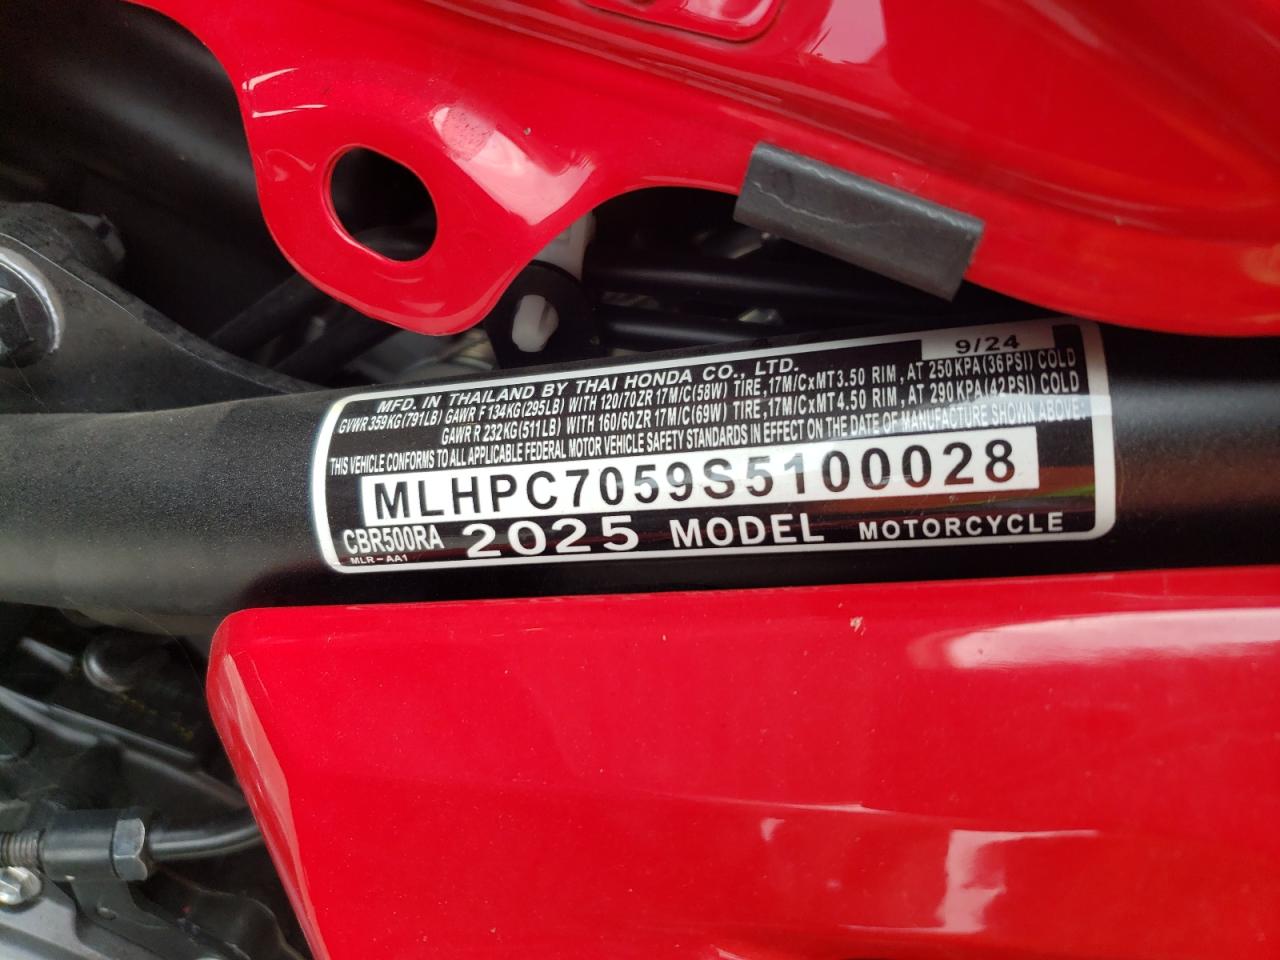 9/24
MFD. IN THAILAND BY THAI HONDA CO., LTD.
GVWR 359KG(791LB) GAWR F 134KG(295LB) WITH 120/70ZR 17M/C(58W) TIRE, 17M/CxMT3.50 RIM, AT 250KPA(36PSI) COLD
GAWR R 232KG(511LB) WITH 160/60ZR 17M/C(69W) TIRE, 17M/CxMT4.50 RIM, AT 290KPA(42PSI) COLD
THIS VEHICLE CONFORMS TO ALL APPLICABLE FEDERAL MOTOR VEHICLE SAFETY STANDARDS IN EFFECT ON THE DATE OF MANUFACTURE SHOWN ABOVE.
MLHPC7059S5100028
CBR500RA 2025 MODEL MOTORCYCLE
MLR-AA1